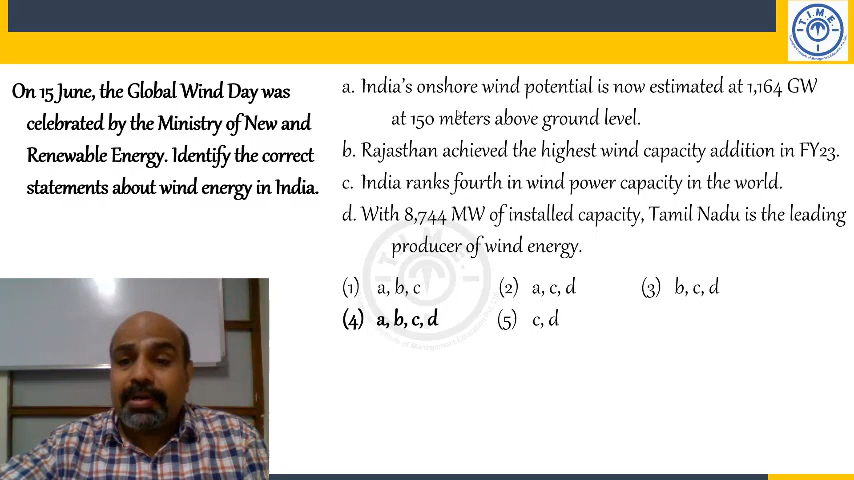 T.I.M.E.
On 15 June, the Global Wind Day was
celebrated by the Ministry of New and
Renewable Energy. Identify the correct
statements about wind energy in India.
a. India's onshore wind potential is now estimated at 1,164 GW
at 150 meters above ground level.
b. Rajasthan achieved the highest wind capacity addition in FY23.
c. India ranks fourth in wind power capacity in the world.
d. With 8,744 MW of installed capacity, Tamil Nadu is the leading
producer of wind energy.
(1) a, b, c (2) a, c, d (3) b, c, d
(4) a, b, c, d (5) c, d